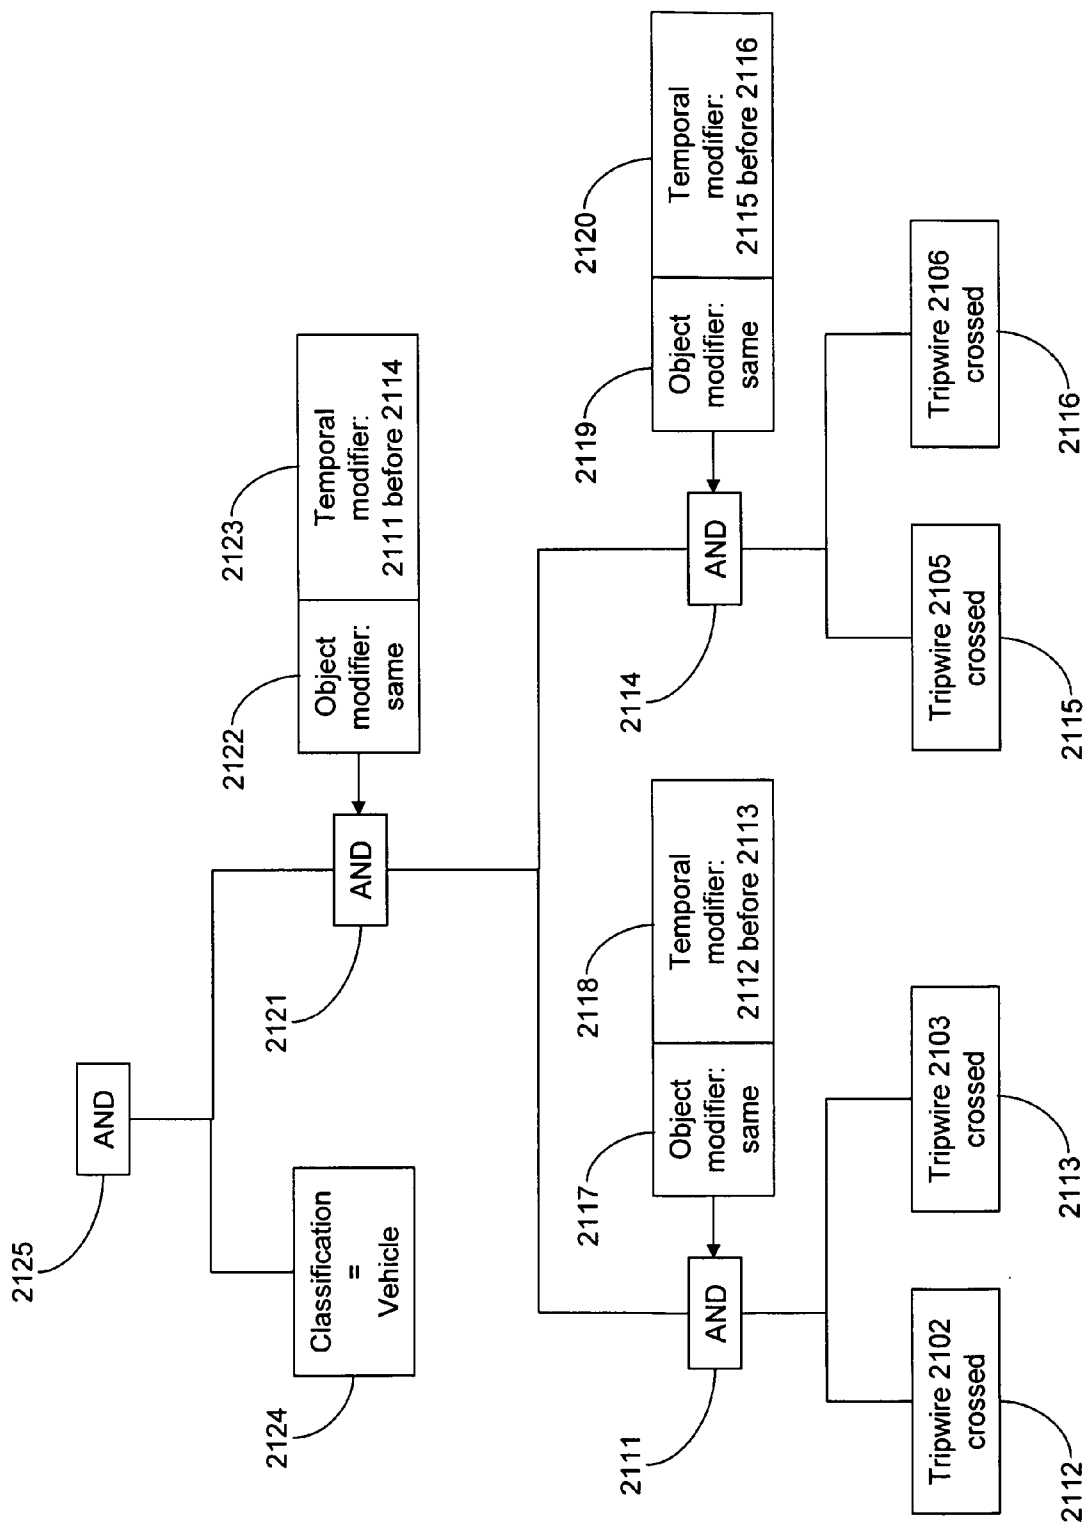 2125
AND
2124
Classification
=
Vehicle
2121
AND
2122
Object
modifier:
same
2123
Temporal
modifier:
2111 before 2114
2111
AND
2117
Object
modifier:
same
2118
Temporal
modifier:
2112 before 2113
2114
AND
2119
Object
modifier:
same
2120
Temporal
modifier:
2115 before 2116
Tripwire 2102
crossed
2112
Tripwire 2103
crossed
2113
Tripwire 2105
crossed
2115
Tripwire 2106
crossed
2116